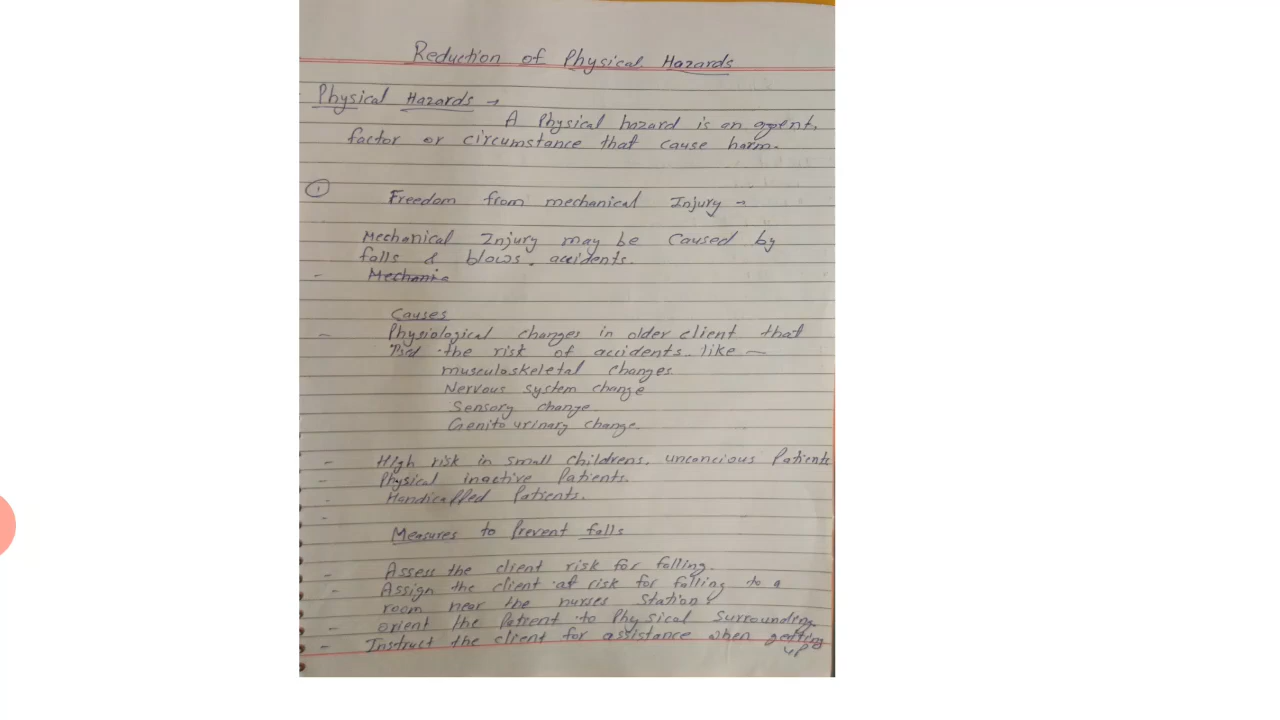 Reduction of Physical Hazards
Physical Hazards →
A Physical hazard is an agent,
factor or circumstance that cause harm.
① Freedom from mechanical Injury →
Mechanical Injury may be caused by
falls & blows. accidents.
- Mechanic
Causes
- Physiological changes in older client that
the risk of accidents like —
musculoskeletal changes.
Nervous system change
Sensory change
Genito urinary change.
- High risk in small childrens, unconcious Patients
- Physical inactive Patients.
- Handicaffed Patients.
-
Measures to Prevent falls
- Assess the client risk for falling.
- Assign the client at risk for falling to a
room near the nurses station
- Orient the Patient to Physical Surrounding.
- Instruct the client for assistance when getting
up